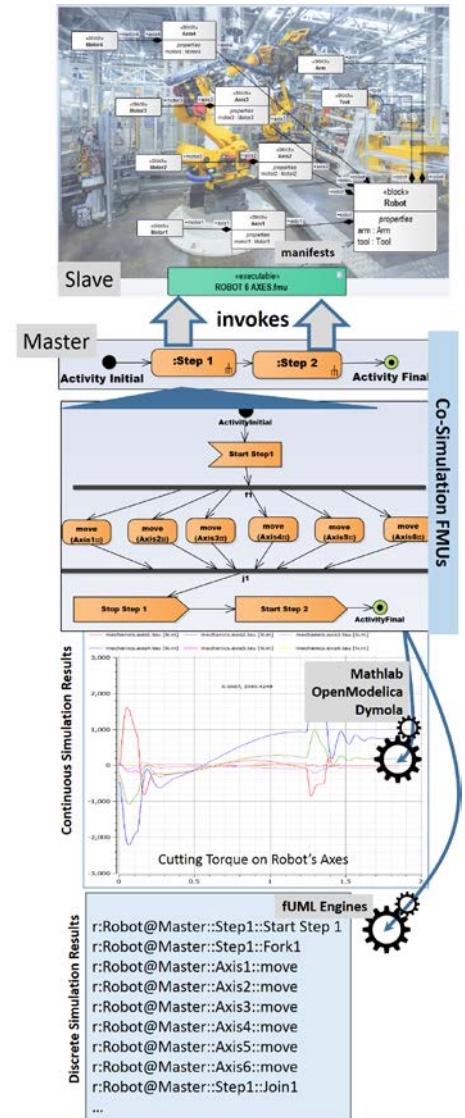 «block»
Motor4
«block»
Axis4
properties
motor4 : Motor4
«block»
Arm
«block»
Motor3
«block»
Axis3
properties
motor3 : Motor3
«block»
Tool
«block»
Motor2
«block»
Axis2
properties
motor2 : Motor2
«block»
Robot
properties
arm : Arm
tool : Tool
«block»
Motor1
«block»
Axis1
properties
motor1 : Motor1
manifests
Slave
«executable»
ROBOT 6 AXES.fmu
invokes
Master
:Step 1
:Step 2
Activity Initial
Activity Final
Co-Simulation FMUs
ActivityInitial
Start Step1
f1
move
(Axis1::)
move
(Axis2::)
move
(Axis3::)
move
(Axis4::)
move
(Axis5::)
move
(Axis6::)
j1
Stop Step 1
Start Step 2
ActivityFinal
Continuous Simulation Results
3,000
2,000
1,000
0
-1,000
-2,000
-3,000
0
0.5
1
1.5
2
Mathlab
OpenModelica
Dymola
Cutting Torque on Robot's Axes
fUML Engines
Discrete Simulation Results
r:Robot@Master::Step1::Start Step 1
r:Robot@Master::Step1::Fork1
r:Robot@Master::Axis1::move
r:Robot@Master::Axis2::move
r:Robot@Master::Axis3::move
r:Robot@Master::Axis4::move
r:Robot@Master::Axis5::move
r:Robot@Master::Axis6::move
r:Robot@Master::Step1::Join1
...